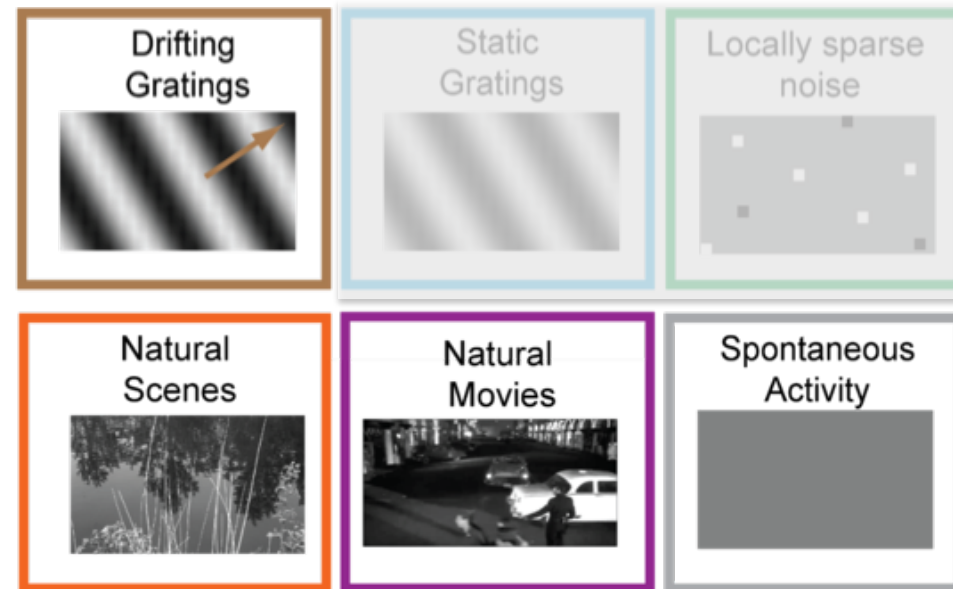 Drifting
Gratings
Static
Gratings
Locally sparse
noise
Natural
Scenes
Natural
Movies
Spontaneous
Activity